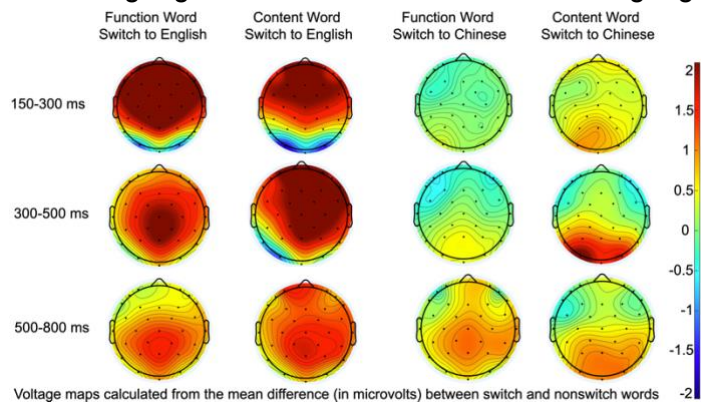 Function Word
Switch to English
Content Word
Switch to English
Function Word
Switch to Chinese
Content Word
Switch to Chinese
150-300 ms
300-500 ms
500-800 ms
2
1.5
1
0.5
0
-0.5
-1
-1.5
-2
Voltage maps calculated from the mean difference (in microvolts) between switch and nonswitch words